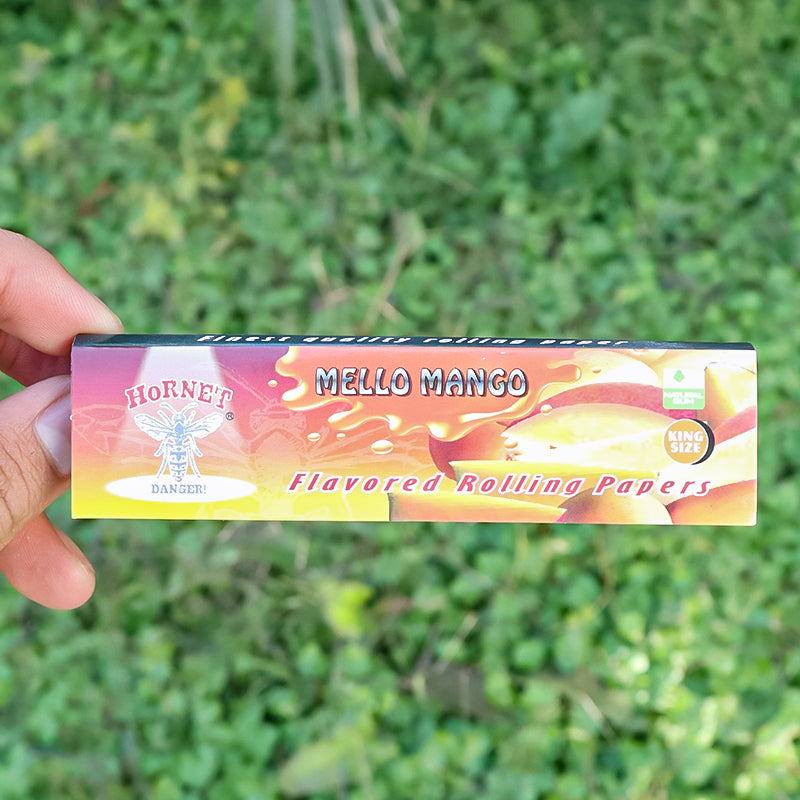 Finest quality rolling paper
HORNET®
DANGER!
MELLO MANGO
Flavored Rolling Papers
NATURAL
GUM
KING
SIZE